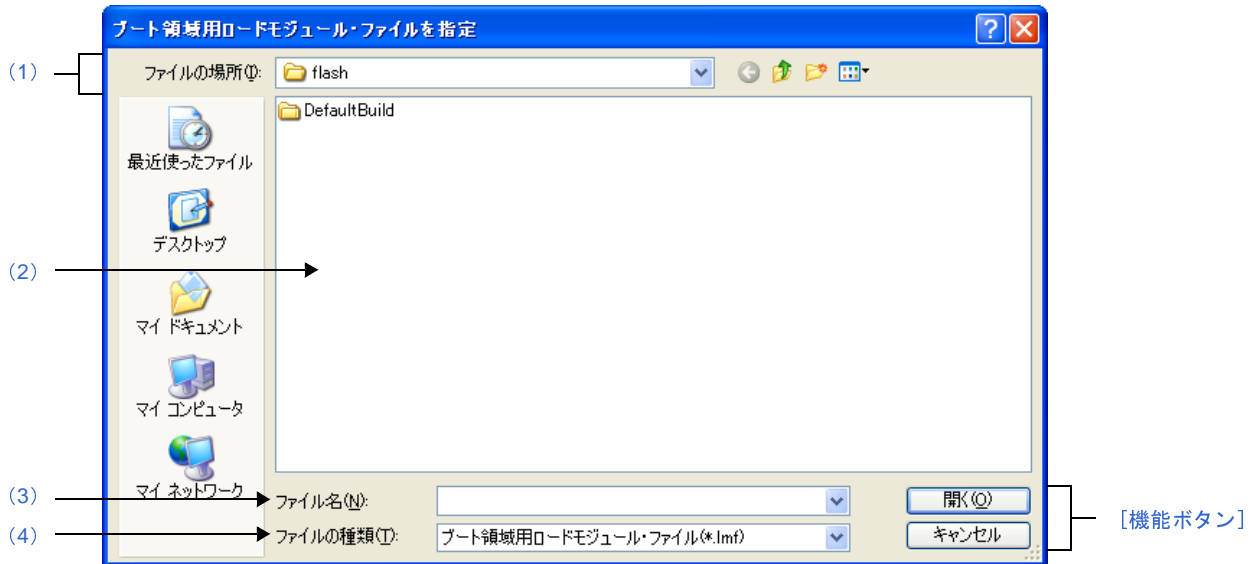 ブート領域用ロードモジュール・ファイルを指定
(1)
ファイルの場所(I):
flash
DefaultBuild
最近使ったファイル
デスクトップ
(2)
マイ ドキュメント
マイ コンピュータ
マイ ネットワーク
(3)
ファイル名(N):
開く(O)
[機能ボタン]
(4)
ファイルの種類(T):
ブート領域用ロードモジュール・ファイル(*.lmf)
キャンセル